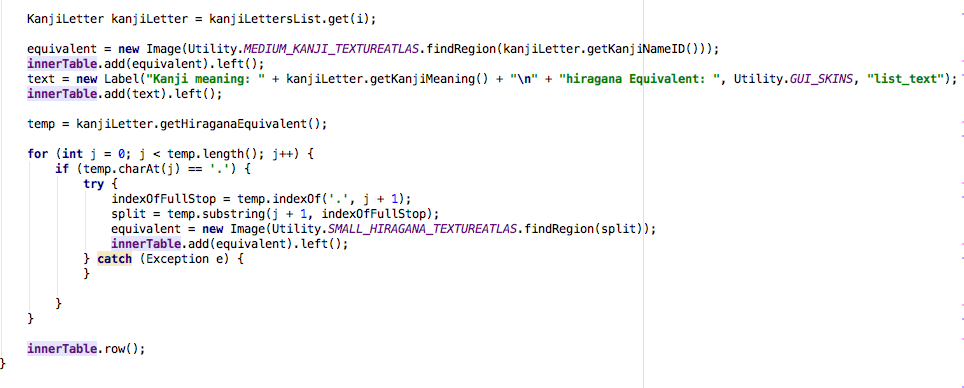 KanjiLetter kanjiLetter = kanjiLettersList.get(i);
equivalent = new Image(Utility.MEDIUM_KANJI_TEXTUREATLAS.findRegion(kanjiLetter.getKanjiNameID()));
innerTable.add(equivalent).left();
text = new Label("Kanji meaning: " + kanjiLetter.getKanjiMeaning() + "\n" + "hiragana Equivalent: ", Utility.GUI_SKINS, "list_text");
innerTable.add(text).left();
temp = kanjiLetter.getHiraganaEquivalent();
for (int j = 0; j < temp.length(); j++) {
if (temp.charAt(j) == '.') {
try {
indexOfFullStop = temp.indexOf('.', j + 1);
split = temp.substring(j + 1, indexOfFullStop);
equivalent = new Image(Utility.SMALL_HIRAGANA_TEXTUREATLAS.findRegion(split));
innerTable.add(equivalent).left();
} catch (Exception e) {
}
}
}
innerTable.row();
}